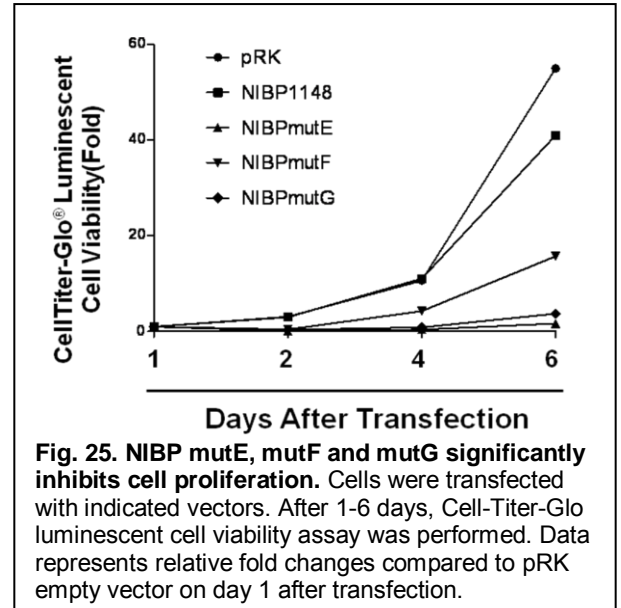 CellTiter-Glo® Luminescent
Cell Viability(Fold)
60
40
20
0
pRK
NIBP1148
NIBPmutE
NIBPmutF
NIBPmutG
1 2 4 6
Days After Transfection
Fig. 25. NIBP mutE, mutF and mutG significantly
inhibits cell proliferation. Cells were transfected
with indicated vectors. After 1-6 days, Cell-Titer-Glo
luminescent cell viability assay was performed. Data
represents relative fold changes compared to pRK
empty vector on day 1 after transfection.